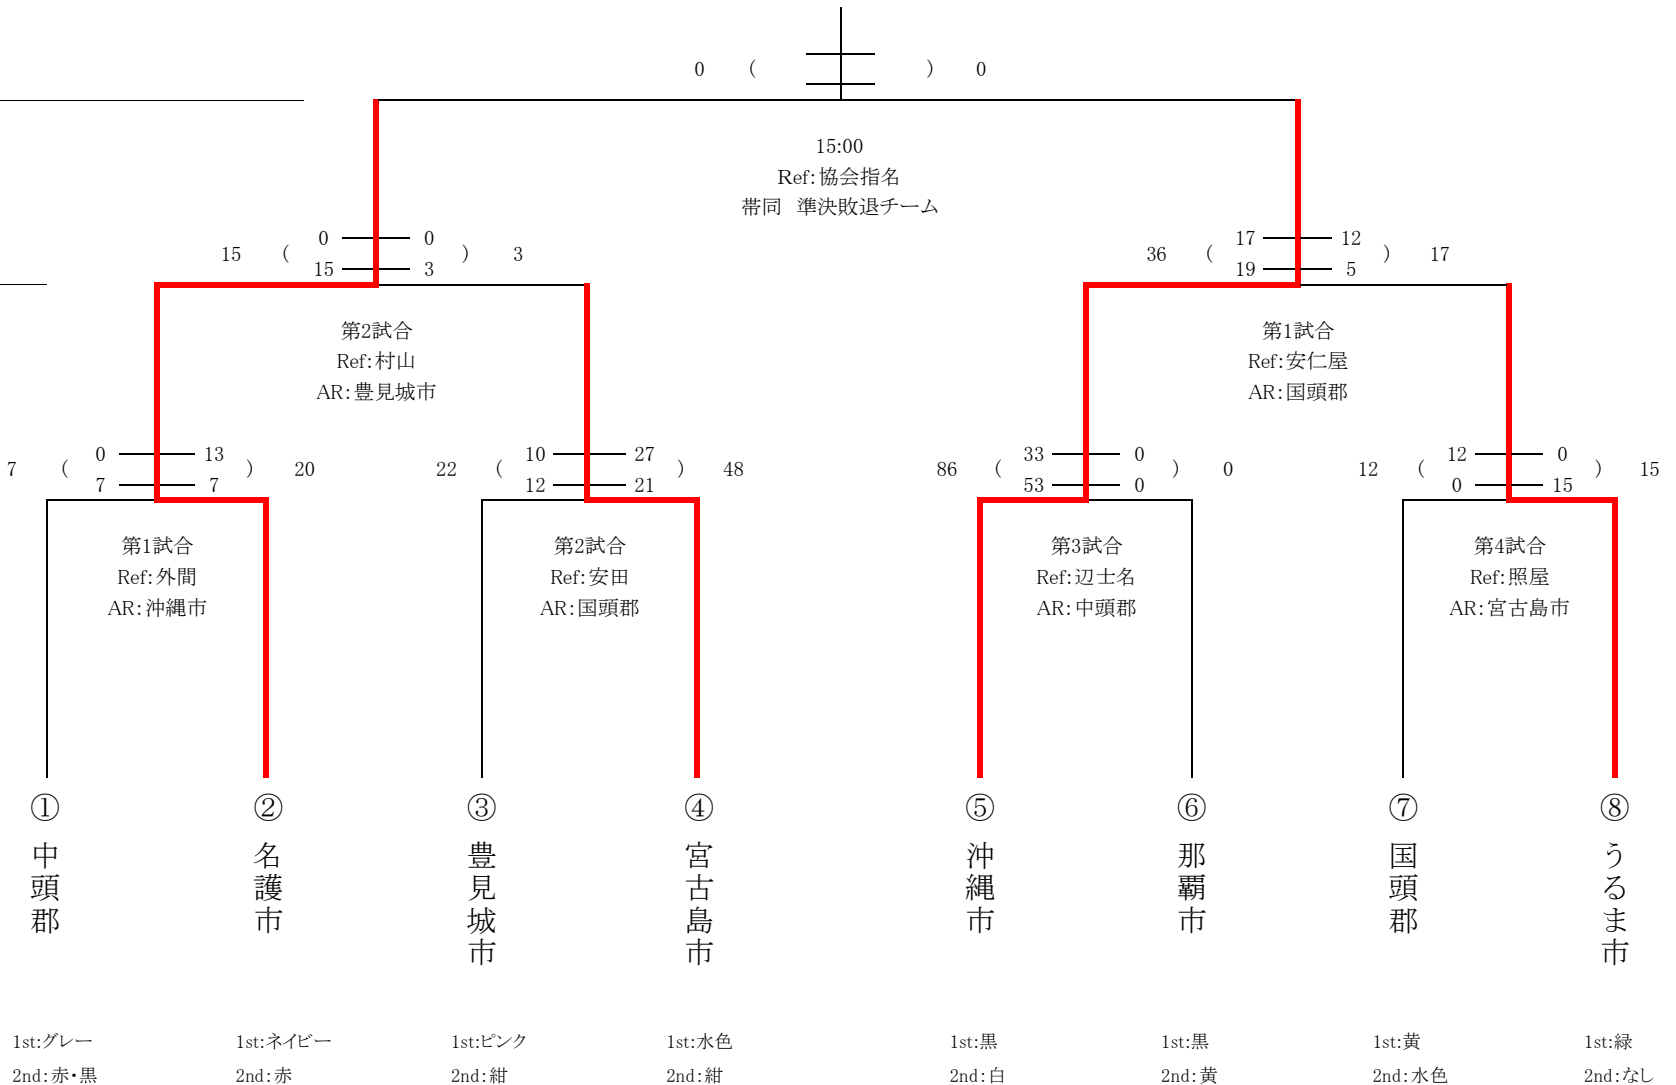 0 ( ) 0
15:00
Ref:協会指名
帯同 準決敗退チーム
0 0
15 ( ) 3
15 3
17 12
36 ( ) 17
19 5
第2試合
Ref:村山
AR:豊見城市
第1試合
Ref:安仁屋
AR:国頭郡
0 13
7 ( ) 20
7 7
10 27
22 ( ) 48
12 21
33 0
86 ( ) 0
53 0
12 0
12 ( ) 15
0 15
第1試合
Ref:外間
AR:沖縄市
第2試合
Ref:安田
AR:国頭郡
第3試合
Ref:辺士名
AR:中頭郡
第4試合
Ref:照屋
AR:宮古島市
①
中頭郡
②
名護市
③
豊見城市
④
宮古島市
⑤
沖縄市
⑥
那覇市
⑦
国頭郡
⑧
うるま市
1st:グレー
2nd:赤・黒
1st:ネイビー
2nd:赤
1st:ピンク
2nd:紺
1st:水色
2nd:紺
1st:黒
2nd:白
1st:黒
2nd:黄
1st:黄
2nd:水色
1st:緑
2nd:なし